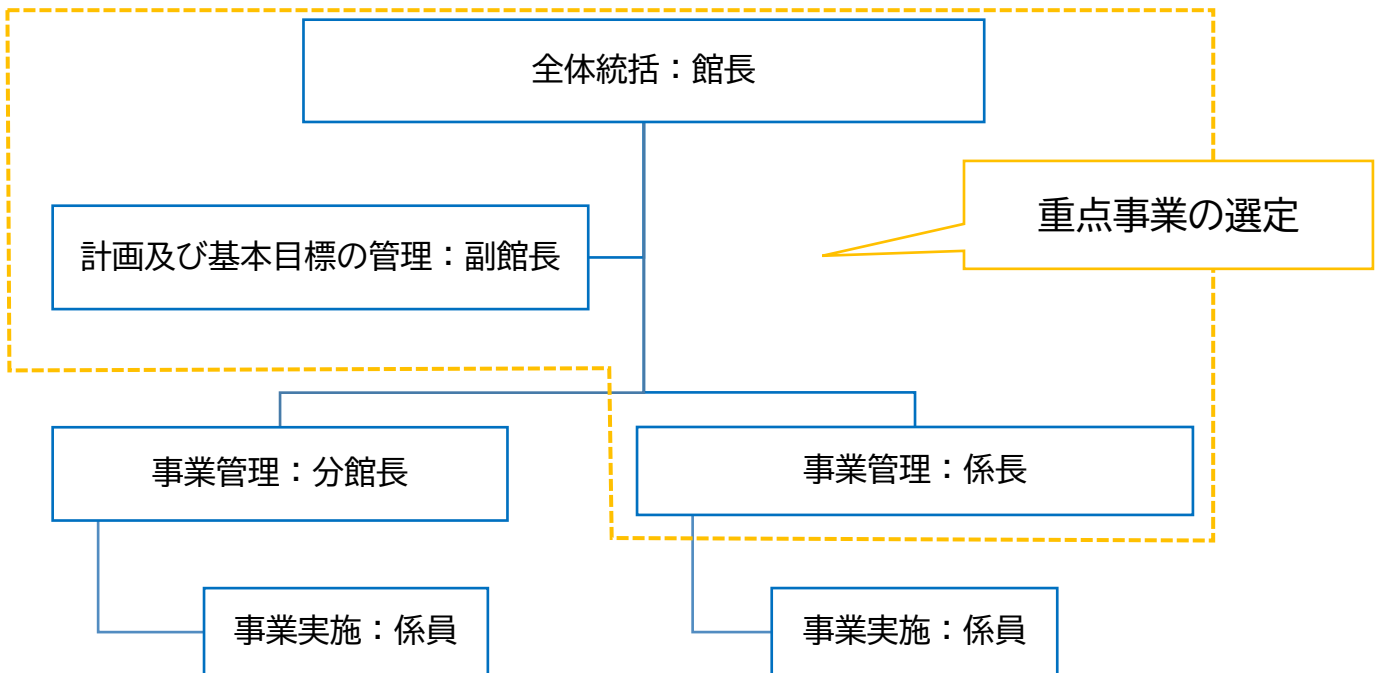 全体統括：館長
重点事業の選定
計画及び基本目標の管理：副館長
事業管理：分館長
事業管理：係長
事業実施：係員
事業実施：係員